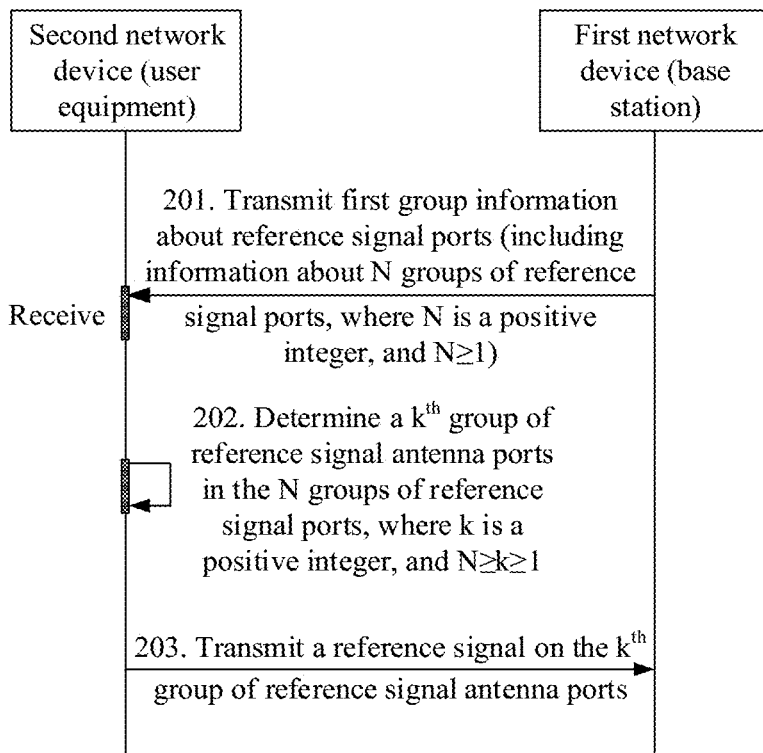 Second network
device (user
equipment)
First network
device (base
station)
201. Transmit first group information
about reference signal ports (including
information about N groups of reference
Receive
signal ports, where N is a positive
integer, and N≥1)
202. Determine a kth group of
reference signal antenna ports
in the N groups of reference
signal ports, where k is a
positive integer, and N≥k≥1
203. Transmit a reference signal on the kth
group of reference signal antenna ports